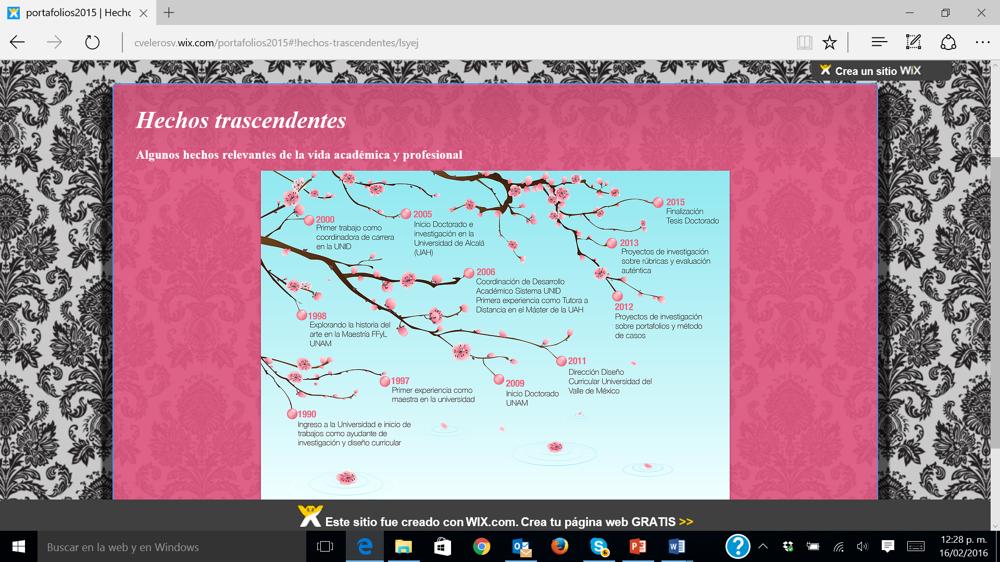 portafolios2015 | Hecho
cvelerosv.wix.com/portafolios2015#!hechos-trascendentes/lsyej
Crea un sitio WiX
Hechos trascendentes
Algunos hechos relevantes de la vida académica y profesional
2015
Finalización
Tesis Doctorado
2000
Primer trabajo como
coordinadora de carrera
en la UNID
2005
Inicio Doctorado e
investigación en la
Universidad de Alcalá
(UAH)
2013
Proyectos de investigación
sobre rúbricas y evaluación
auténtica
2006
Coordinación de Desarrollo
Académico Sistema UNID
Primera experiencia como Tutora a
Distancia en el Máster de la UAH
2012
Proyectos de investigación
sobre portafolios y método
de casos
1998
Explorando la historia del
arte en la Maestría FFyL
UNAM
2011
Dirección Diseño
Curricular Universidad del
Valle de México
1997
Primer experiencia como
maestra en la universidad
2009
Inicio Doctorado
UNAM
1990
Ingreso a la Universidad e inicio de
trabajos como ayudante de
investigación y diseño curricular
Este sitio fue creado con WIX.com. Crea tu página web GRATIS >>
Buscar en la web y en Windows
6
12:28 p. m.
16/02/2016